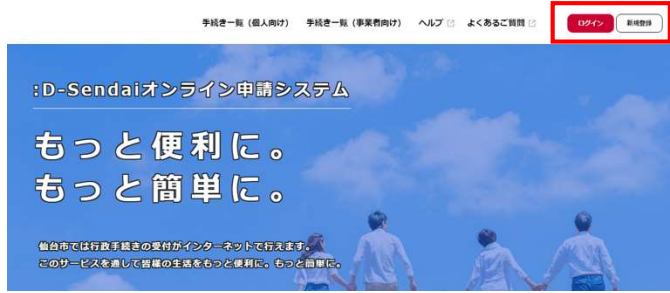 手続き一覧（個人向け） 手続き一覧（事業者向け） ヘルプ よくあるご質問 ログイン 新規登録
:D-Sendaiオンライン申請システム
もっと便利に。
もっと簡単に。
仙台市では行政手続きの受付がインターネットで行えます。
このサービスを通して皆様の生活をもっと便利に。もっと簡単に。